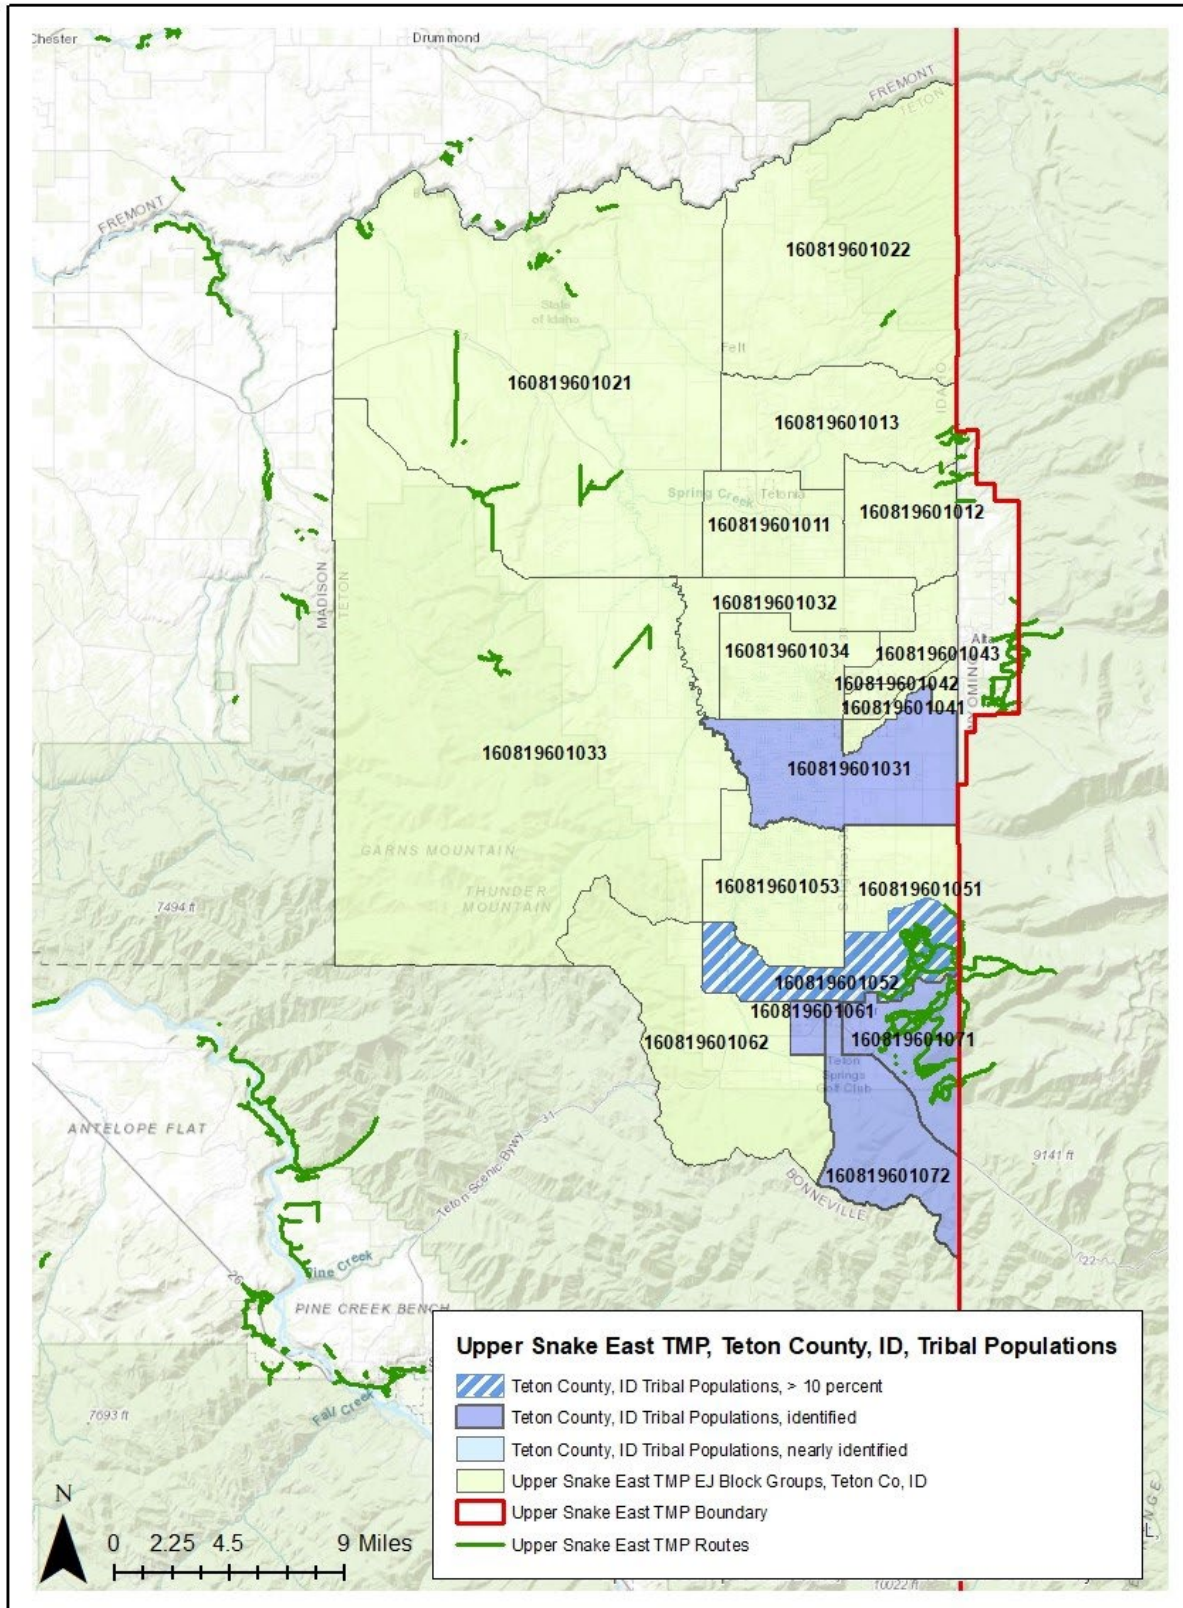 Chester
Drummond
FREMONT
TETON
FREMONT
160819601022
State
of Idaho
Felt
160819601021
IDAHO
160819601013
Spring Creek
Tetonia
160819601011
160819601012
MADISON
TETON
160819601032
160819601034
160819601043
Alta
160819601042
160819601041
160819601033
160819601031
GARNS MOUNTAIN
THUNDER
MOUNTAIN
7494 ft
160819601053
160819601051
160819601052
160819601061
160819601062
160819601071
Teton
Springs
Golf Club
ANTELOPE FLAT
31
Teton Scenic Bywy
9141 ft
160819601072
BONNEVILLE
22
26
Pine Creek
PINE CREEK BENCH
7693 ft
Fall Creek
Upper Snake East TMP, Teton County, ID, Tribal Populations
Teton County, ID Tribal Populations, > 10 percent
Teton County, ID Tribal Populations, identified
Teton County, ID Tribal Populations, nearly identified
Upper Snake East TMP EJ Block Groups, Teton Co, ID
Upper Snake East TMP Boundary
Upper Snake East TMP Routes
N
0 2.25 4.5 9 Miles
10022 ft